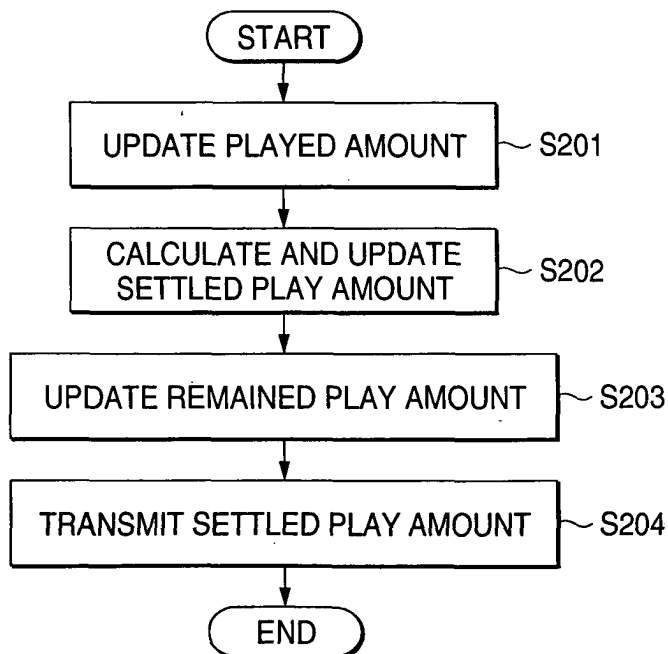 START
UPDATE PLAYED AMOUNT
S201
CALCULATE AND UPDATE
SETTLED PLAY AMOUNT
S202
UPDATE REMAINED PLAY AMOUNT
S203
TRANSMIT SETTLED PLAY AMOUNT
S204
END